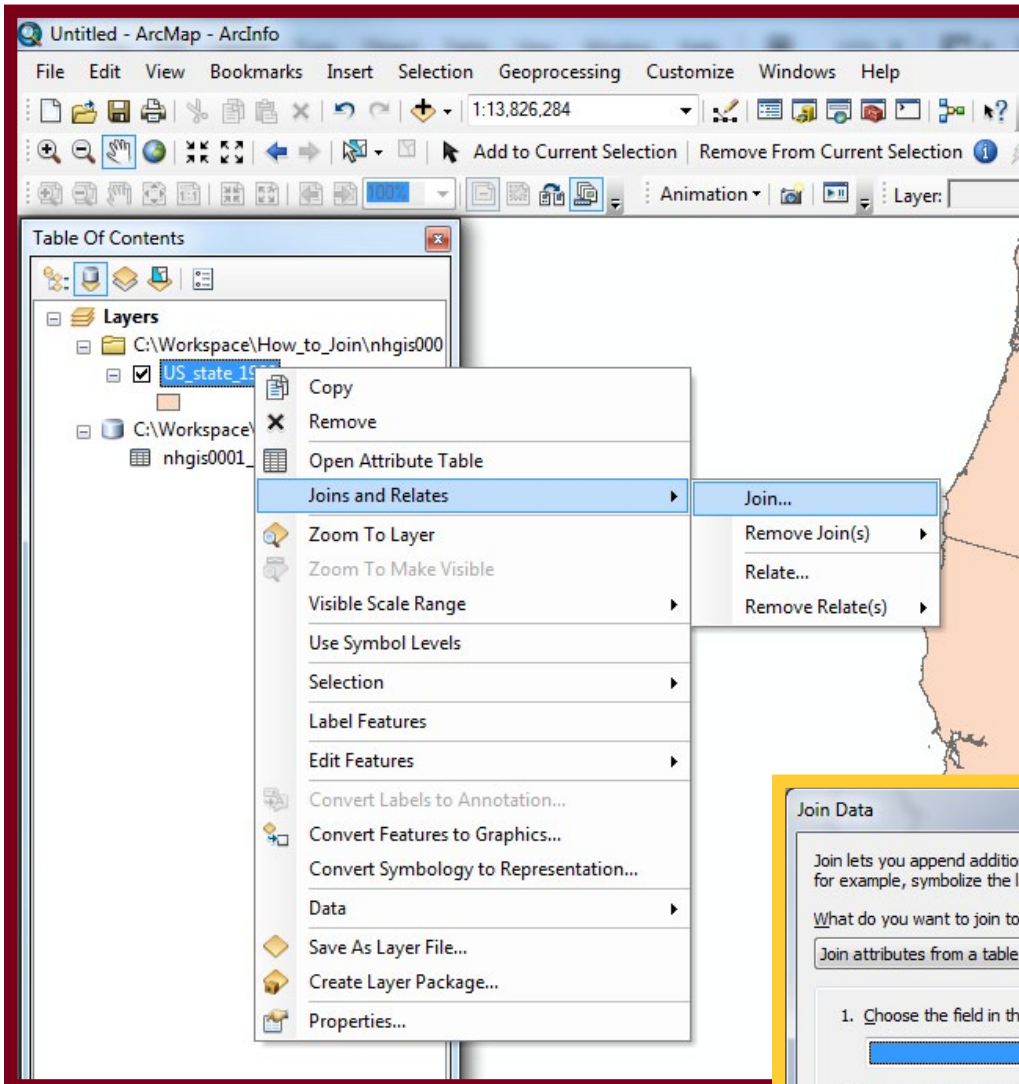 Untitled - ArcMap - ArcInfo
File Edit View Bookmarks Insert Selection Geoprocessing Customize Windows Help
1:13,826,284
Add to Current Selection Remove From Current Selection
100% Animation Layer:
Table Of Contents
Layers
C:\Workspace\How_to_Join\nhgis000
US_state_19
C:\Workspace\
nhgis0001_
Copy
Remove
Open Attribute Table
Joins and Relates
Zoom To Layer
Zoom To Make Visible
Visible Scale Range
Use Symbol Levels
Selection
Label Features
Edit Features
Convert Labels to Annotation...
Convert Features to Graphics...
Convert Symbology to Representation...
Data
Save As Layer File...
Create Layer Package...
Properties...
Join...
Remove Join(s)
Relate...
Remove Relate(s)
Join Data
Join lets you append additio
for example, symbolize the l
What do you want to join to
Join attributes from a table
1. Choose the field in th